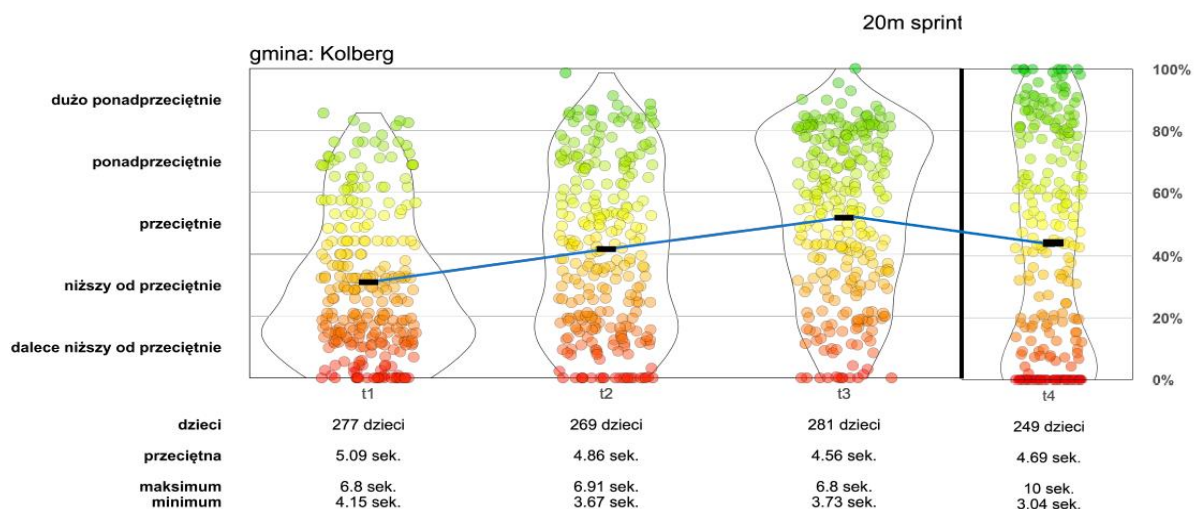 20m sprint
gmina: Kolberg
100%
dużo ponadprzeciętnie
80%
ponadprzeciętnie
60%
przeciętnie
40%
niższy od przeciętnie
20%
dalece niższy od przeciętnie
0%
t1 t2 t3 t4
dzieci 277 dzieci 269 dzieci 281 dzieci 249 dzieci
przeciętna 5.09 sek. 4.86 sek. 4.56 sek. 4.69 sek.
maksimum 6.8 sek. 6.91 sek. 6.8 sek. 10 sek.
minimum 4.15 sek. 3.67 sek. 3.73 sek. 3.04 sek.